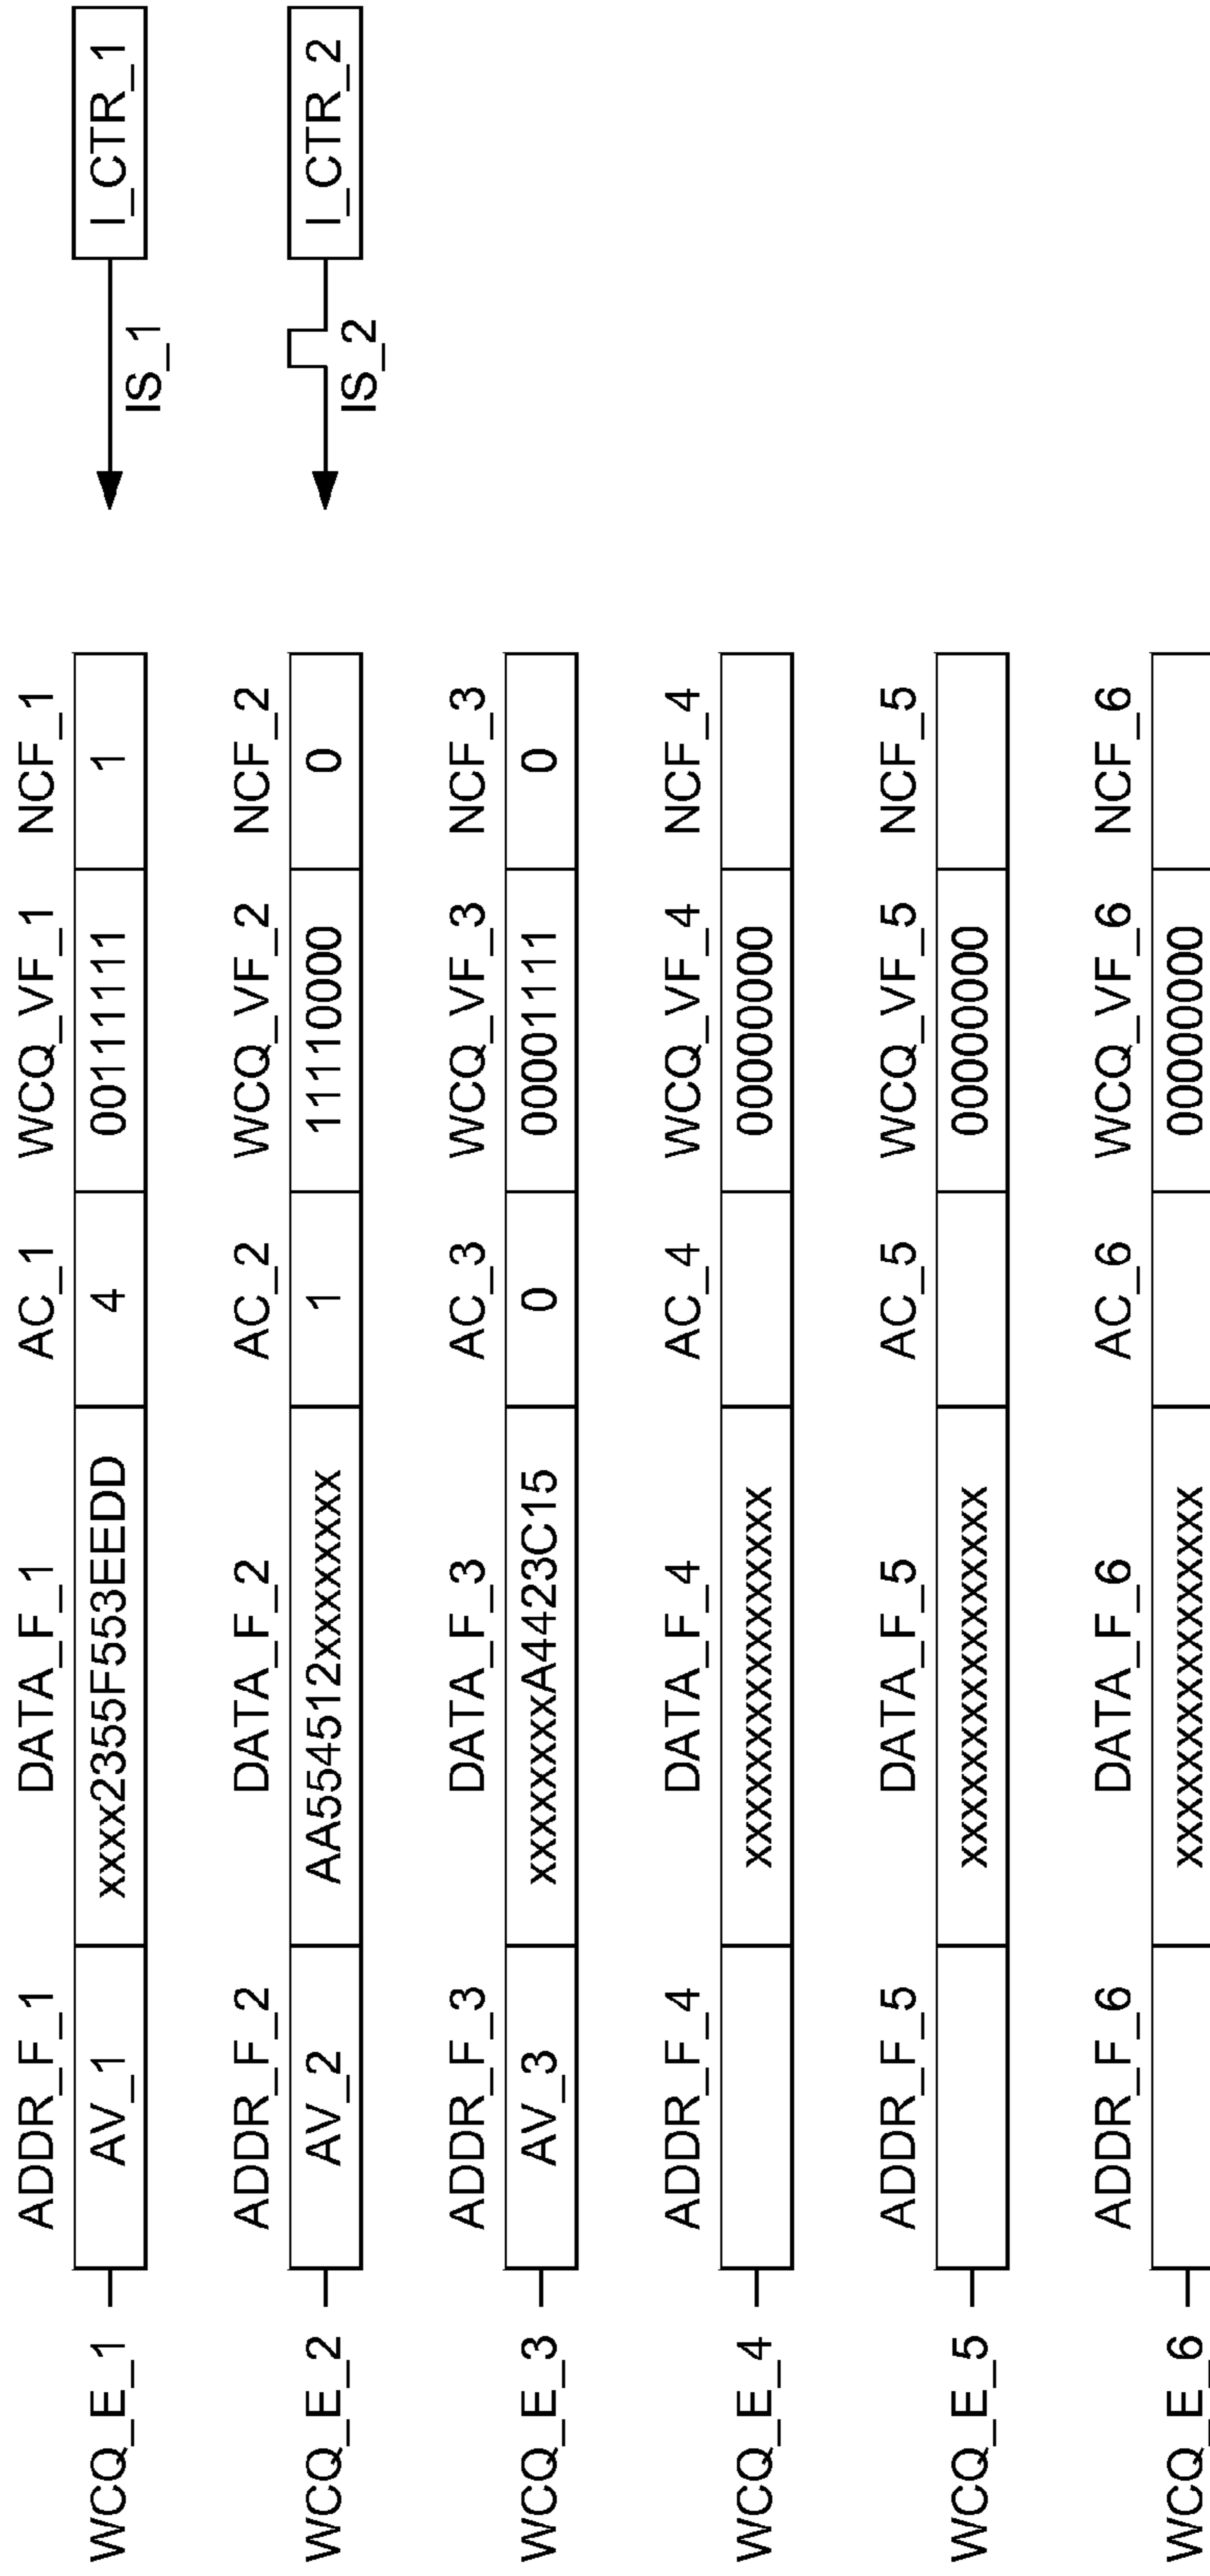 ADDR_F_1 DATA_F_1 AC_1 WCQ_VF_1 NCF_1
WCQ_E_1 AV_1 xxxx2355F553EEDD 4 00111111 1 I_CTR_1
IS_1
ADDR_F_2 DATA_F_2 AC_2 WCQ_VF_2 NCF_2
WCQ_E_2 AV_2 AA554512xxxxxxxx 1 11110000 0 I_CTR_2
IS_2
ADDR_F_3 DATA_F_3 AC_3 WCQ_VF_3 NCF_3
WCQ_E_3 AV_3 xxxxxxxxA4423C15 0 00001111 0
ADDR_F_4 DATA_F_4 AC_4 WCQ_VF_4 NCF_4
WCQ_E_4 xxxxxxxxxxxxxxxx 00000000
ADDR_F_5 DATA_F_5 AC_5 WCQ_VF_5 NCF_5
WCQ_E_5 xxxxxxxxxxxxxxxx 00000000
ADDR_F_6 DATA_F_6 AC_6 WCQ_VF_6 NCF_6
WCQ_E_6 xxxxxxxxxxxxxxxx 00000000